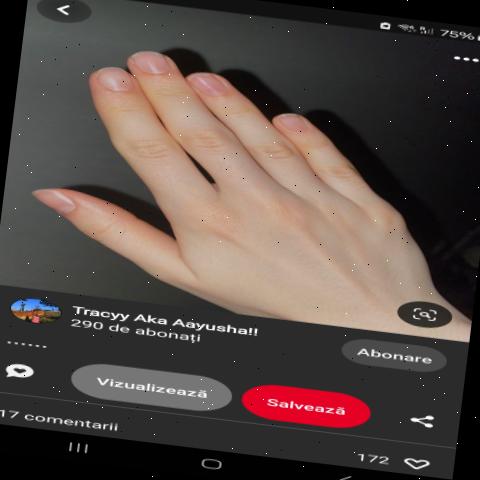 75%
Tracyy Aka Aayusha!!
290 de abonați
Abonare
Vizualizează
Salvează
17 comentarii
172